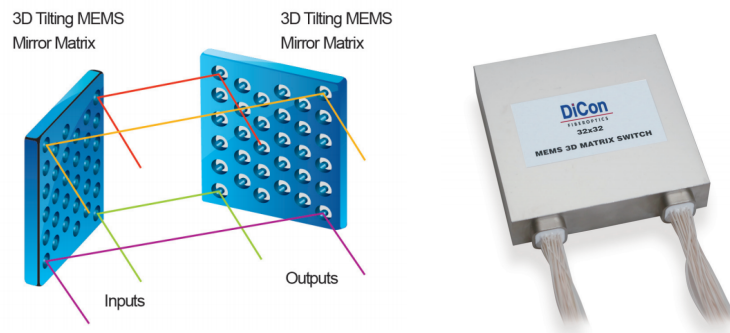 3D Tilting MEMS
Mirror Matrix
3D Tilting MEMS
Mirror Matrix
Inputs
Outputs
DiCon
FIBEROPTICS
32x32
MEMS 3D MATRIX SWITCH